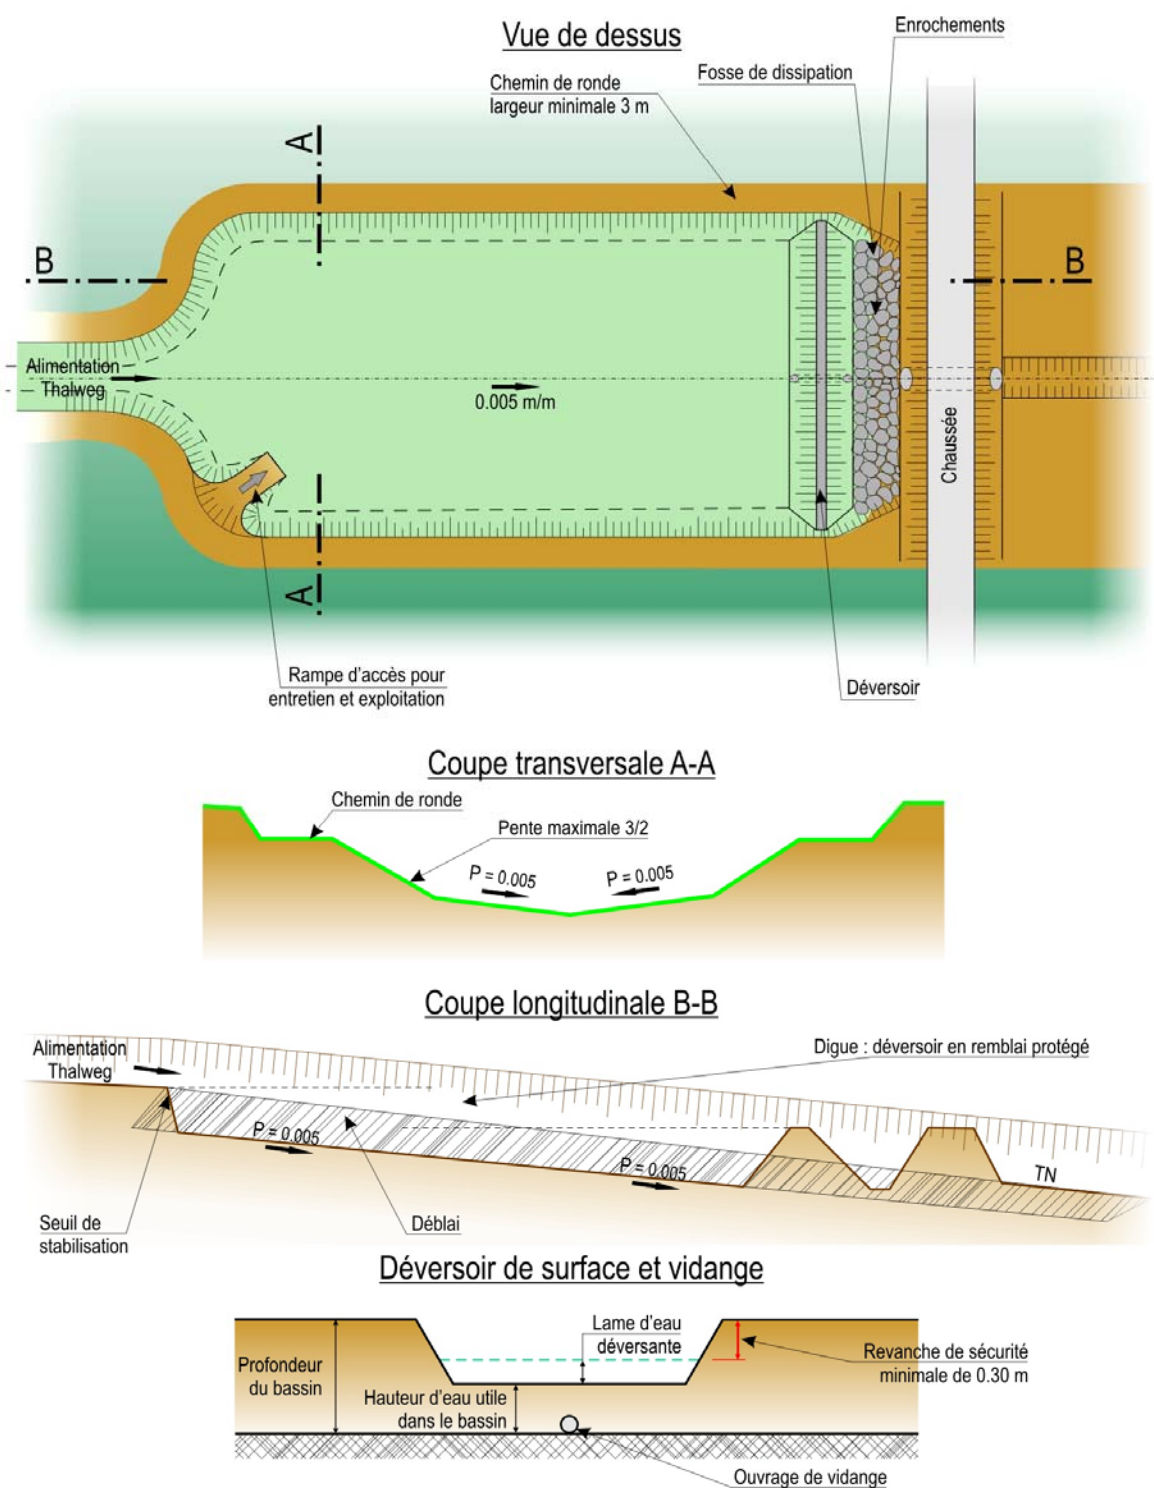 Vue de dessus
Enrochements
Fosse de dissipation
Chemin de ronde
largeur minimale 3 m
A
B
B
Alimentation
Thalweg
0.005 m/m
Chaussée
A
Rampe d'accès pour
entretien et exploitation
Déversoir
Coupe transversale A-A
Chemin de ronde
Pente maximale 3/2
P = 0.005
P = 0.005
Coupe longitudinale B-B
Alimentation
Thalweg
Digue : déversoir en remblai protégé
P = 0.005
P = 0.005
TN
Seuil de
stabilisation
Déblai
Déversoir de surface et vidange
Lame d'eau
déversante
Revanche de sécurité
minimale de 0.30 m
Profondeur
du bassin
Hauteur d'eau utile
dans le bassin
Ouvrage de vidange